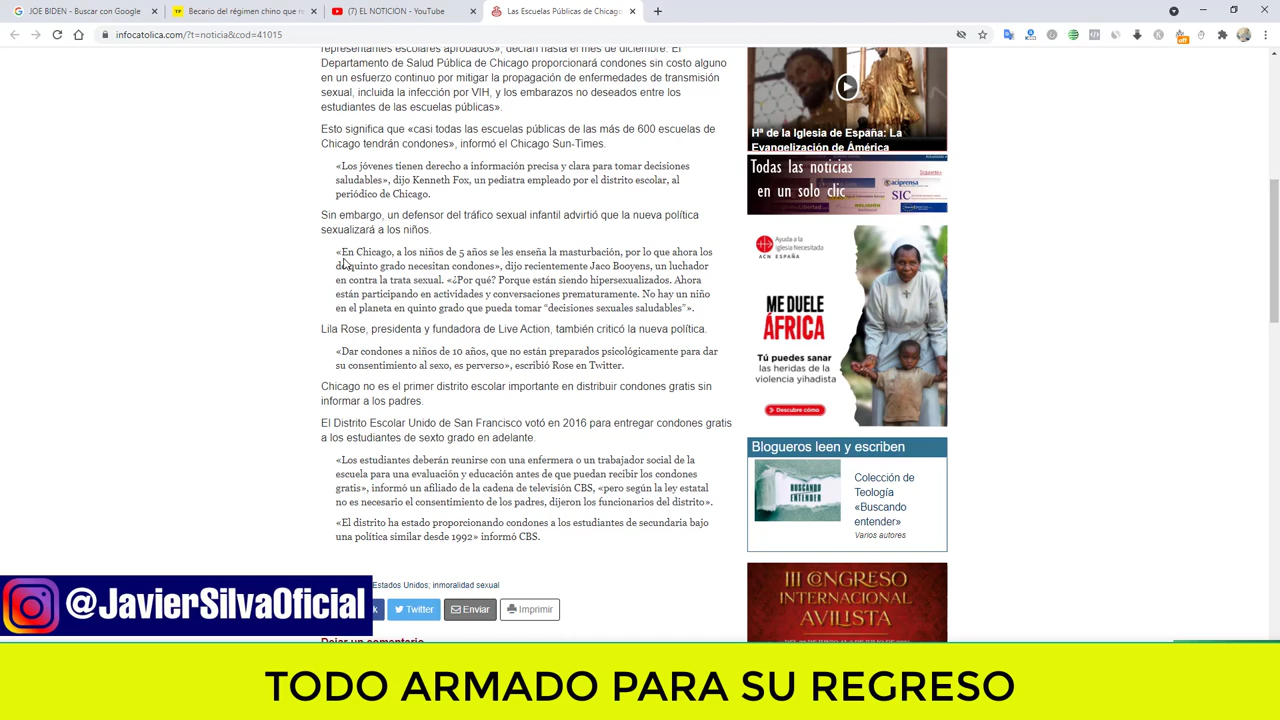 JOE BIDEN - Buscar con Google
Becario del régimen chino que re
(7) EL NOTICION - YouTube
Las Escuelas Públicas de Chicago
infocatolica.com/?t=noticia&cod=41015
off
representantes escolares aprobados», decían hasta el mes de diciembre. El
Departamento de Salud Pública de Chicago proporcionará condones sin costo alguno
en un esfuerzo continuo por mitigar la propagación de enfermedades de transmisión
sexual, incluida la infección por VIH, y los embarazos no deseados entre los
estudiantes de las escuelas públicas».
Esto significa que «casi todas las escuelas públicas de las más de 600 escuelas de
Chicago tendrán condones», informó el Chicago Sun-Times.
«Los jóvenes tienen derecho a información precisa y clara para tomar decisiones
saludables», dijo Kenneth Fox, un pediatra empleado por el distrito escolar, al
periódico de Chicago.
Sin embargo, un defensor del tráfico sexual infantil advirtió que la nueva política
sexualizará a los niños.
«En Chicago, a los niños de 5 años se les enseña la masturbación, por lo que ahora los
de quinto grado necesitan condones», dijo recientemente Jaco Booyens, un luchador
en contra la trata sexual. «¿Por qué? Porque están siendo hipersexualizados. Ahora
están participando en actividades y conversaciones prematuramente. No hay un niño
en el planeta en quinto grado que pueda tomar “decisiones sexuales saludables”».
Lila Rose, presidenta y fundadora de Live Action, también criticó la nueva política.
«Dar condones a niños de 10 años, que no están preparados psicológicamente para dar
su consentimiento al sexo, es perverso», escribió Rose en Twitter.
Chicago no es el primer distrito escolar importante en distribuir condones gratis sin
informar a los padres.
El Distrito Escolar Unido de San Francisco votó en 2016 para entregar condones gratis
a los estudiantes de sexto grado en adelante.
«Los estudiantes deberán reunirse con una enfermera o un trabajador social de la
escuela para una evaluación y educación antes de que puedan recibir los condones
gratis», informó un afiliado de la cadena de televisión CBS, «pero según la ley estatal
no es necesario el consentimiento de los padres, dijeron los funcionarios del distrito».
«El distrito ha estado proporcionando condones a los estudiantes de secundaria bajo
una política similar desde 1992» informó CBS.
Estados Unidos; inmoralidad sexual
k
Twitter
Enviar
Imprimir
Dejar un comentario
Hª de la Iglesia de España: La
Evangelización de América
Todas las noticias
en un solo clic
aciprensa
SIC
Ayuda a la
Iglesia Necesitada
ACN ESPAÑA
ME DUELE
ÁFRICA
Tú puedes sanar
las heridas de la
violencia yihadista
Descubre cómo
Blogueros leen y escriben
BUSCANDO
ENTENDER
Colección de
Teología
«Buscando
entender»
Varios autores
III CONGRESO
INTERNACIONAL
AVILISTA
@JavierSilvaOficial
TODO ARMADO PARA SU REGRESO